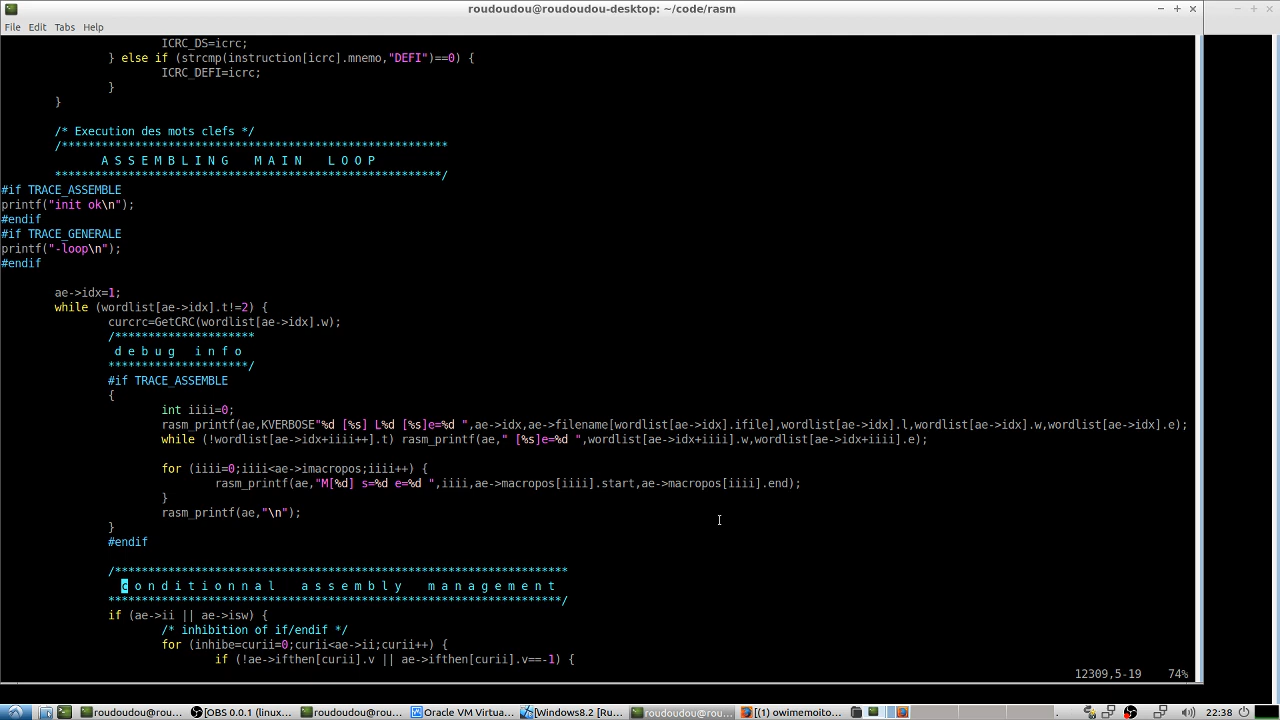 roudoudou@roudoudou-desktop: ~/code/rasm
File Edit Tabs Help
ICRC_DS=icrc;
} else if (strcmp(instruction[icrc].mnemo,"DEFI")==0) {
ICRC_DEFI=icrc;
}
}
/* Execution des mots clefs */
/**********************************************************
A S S E M B L I N G   M A I N   L O O P
**********************************************************/
#if TRACE_ASSEMBLE
printf("init ok\n");
#endif
#if TRACE_GENERALE
printf("-loop\n");
#endif
ae->idx=1;
while (wordlist[ae->idx].t!=2) {
curcrc=GetCRC(wordlist[ae->idx].w);
/*********************
d e b u g   i n f o
*********************/
#if TRACE_ASSEMBLE
{
int iiii=0;
rasm_printf(ae,KVERBOSE"%d [%s] L%d [%s]e=%d ",ae->idx,ae->filename[wordlist[ae->idx].ifile],wordlist[ae->idx].l,wordlist[ae->idx].w,wordlist[ae->idx].e);
while (!wordlist[ae->idx+iiii++].t) rasm_printf(ae," [%s]e=%d ",wordlist[ae->idx+iiii].w,wordlist[ae->idx+iiii].e);
for (iiii=0;iiii<ae->imacropos;iiii++) {
rasm_printf(ae,"M[%d] s=%d e=%d ",iiii,ae->macropos[iiii].start,ae->macropos[iiii].end);
}
rasm_printf(ae,"\n");
}
#endif
/********************************************************************
c o n d i t i o n n a l   a s s e m b l y   m a n a g e m e n t
********************************************************************/
if (ae->ii || ae->isw) {
/* inhibition of if/endif */
for (inhibe=curii=0;curii<ae->ii;curii++) {
if (!ae->ifthen[curii].v || ae->ifthen[curii].v==-1) {
12309,5-19 74%
roudoudou@rou... [OBS 0.0.1 (linux... roudoudou@rou... Oracle VM Virtua... [Windows8.2 [Ru... roudoudou@rou... [(1) owimemoito... 22:38